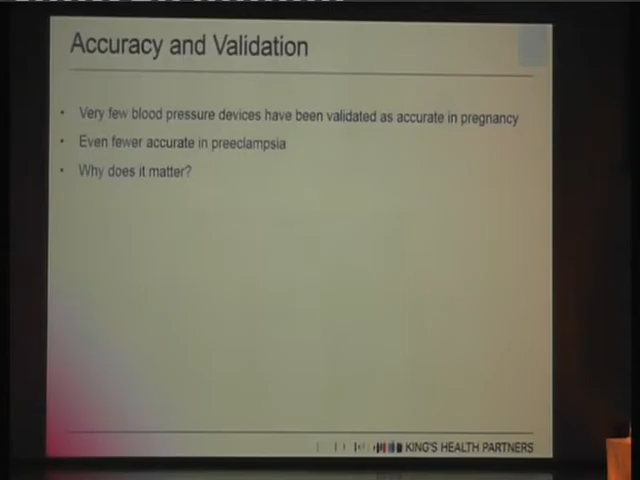 Accuracy and Validation
• Very few blood pressure devices have been validated as accurate in pregnancy
• Even fewer accurate in preeclampsia
• Why does it matter?
KING'S HEALTH PARTNERS